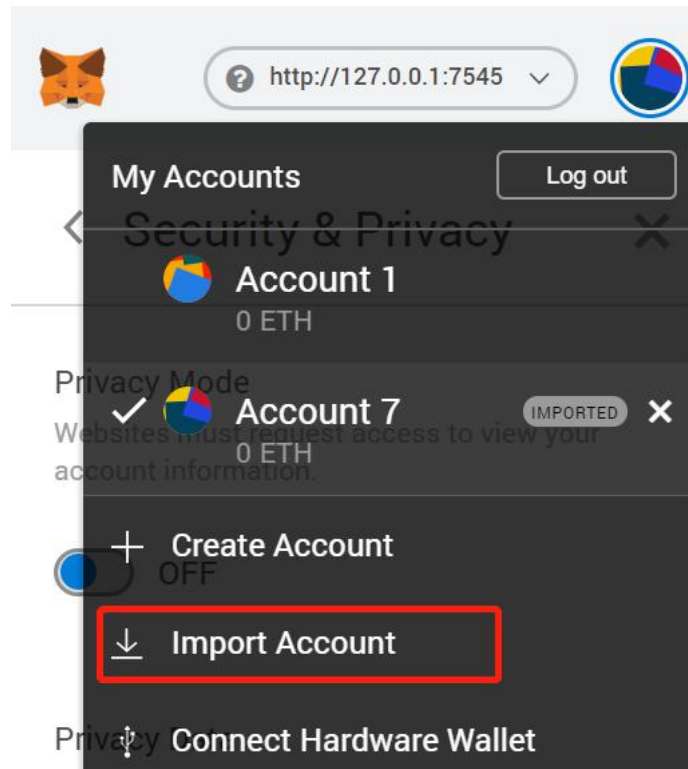 http://127.0.0.1:7545
My Accounts
Log out
Security & Privacy
Account 1
0 ETH
Privacy Mode
Account 7
IMPORTED
Websites must request access to view your
0 ETH
account information.
Create Account
OFF
Import Account
Privacy
Connect Hardware Wallet